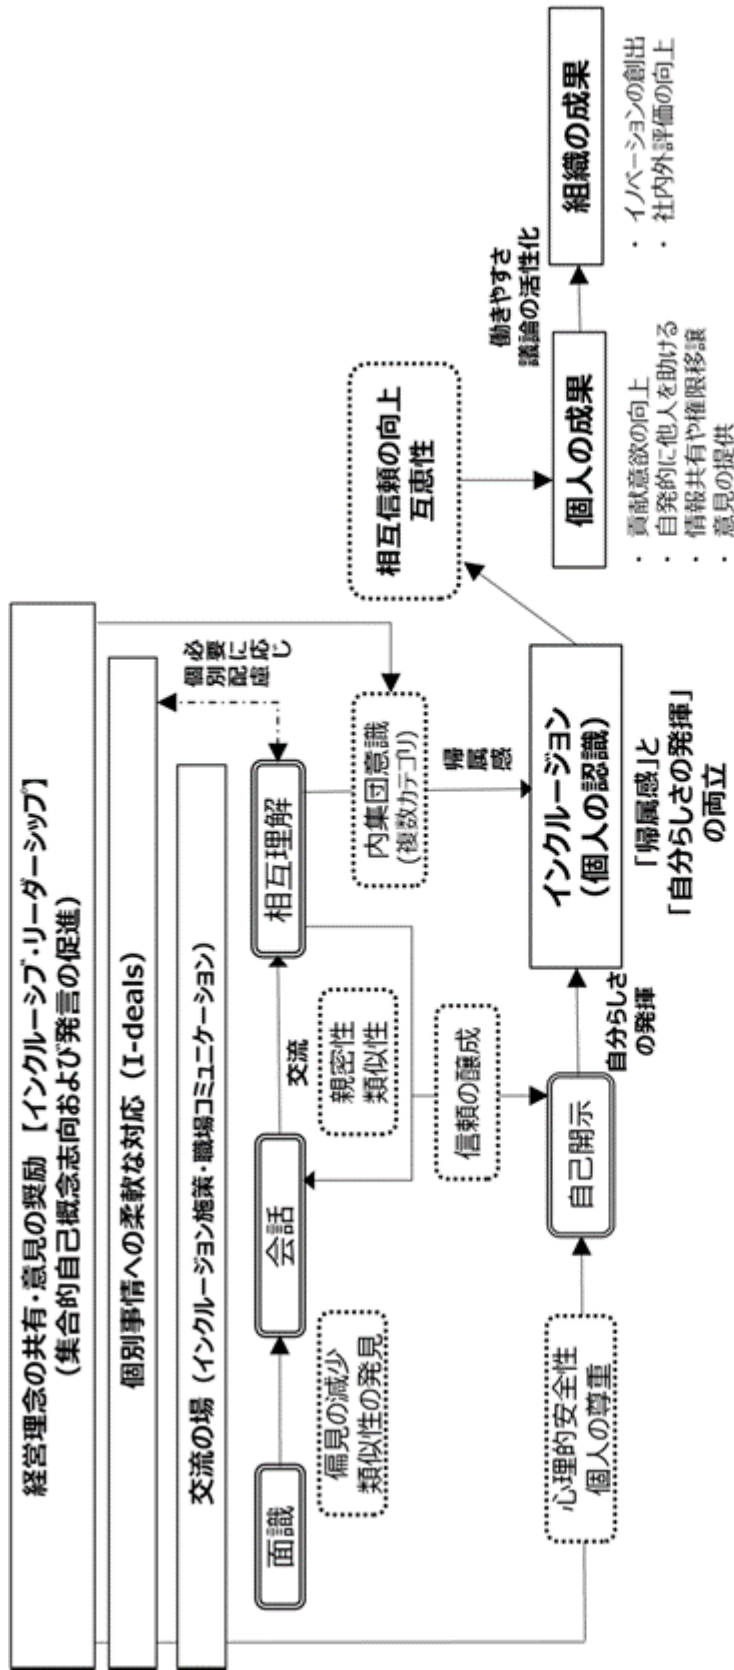 経営理念の共有・意見の奨励 【インクルーシブ・リーダーシップ】
(集合的自己概念志向および発言の促進)
個別事情への柔軟な対応 (I-deals)
交流の場 (インクルージョン施策・職場コミュニケーション)
必要に応じ
個別配慮
面識
会話
交流
相互理解
偏見の減少
類似性の発見
親密性
類似性
内集団意識
(複数カテゴリ)
帰属感
信頼の醸成
心理的安全性
個人の尊重
自己開示
自分らしさ
の発揮
インクルージョン
(個人の認識)
「帰属感」と
「自分らしさの発揮」
の両立
相互信頼の向上
互恵性
個人の成果
・ 貢献意欲の向上
・ 自発的に他人を助ける
・ 情報共有や権限移譲
・ 意見の提供
働きやすさ
議論の活性化
組織の成果
・ イノベーションの創出
・ 社内外評価の向上